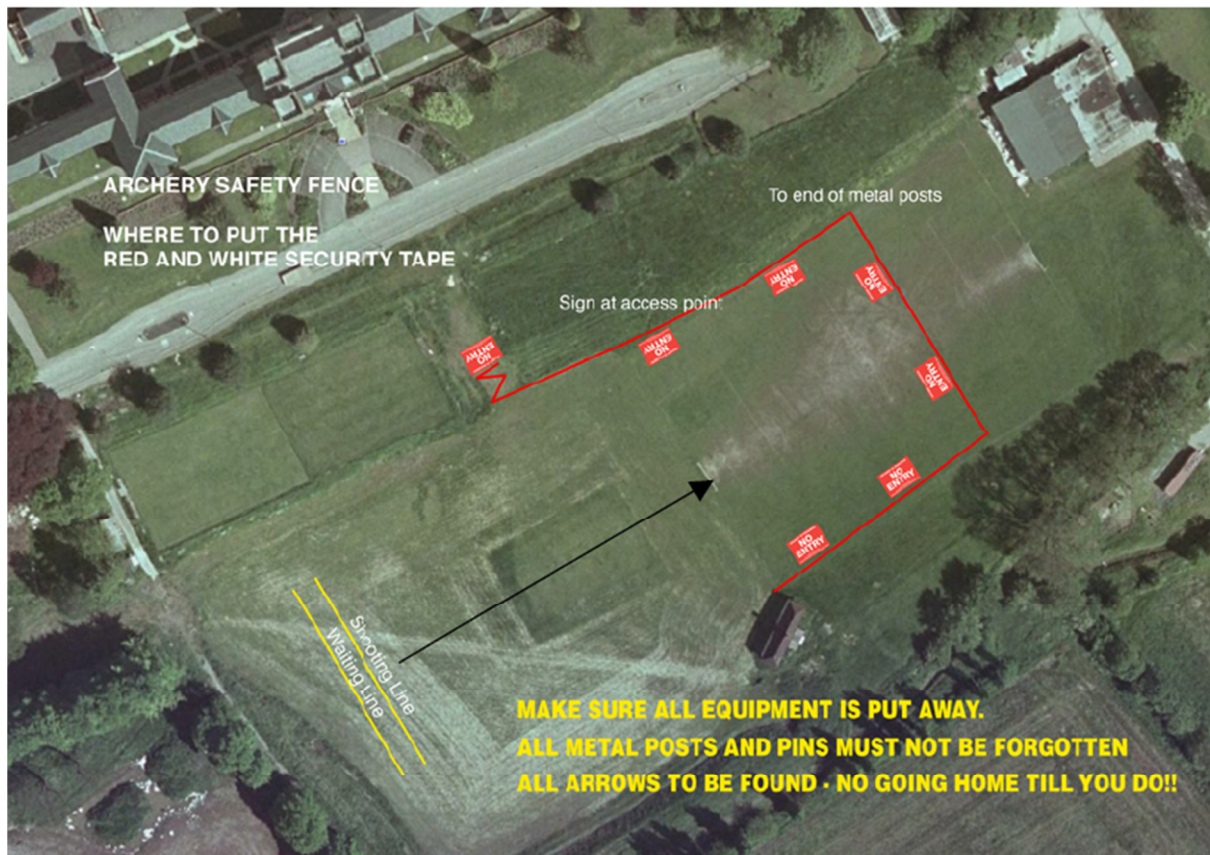 ARCHERY SAFETY FENCE
WHERE TO PUT THE
RED AND WHITE SECURITY TAPE
To end of metal posts
Sign at access point
NO
ENTRY
NO
ENTRY
NO
ENTRY
NO
ENTRY
NO
ENTRY
NO
ENTRY
NO
ENTRY
Shooting Line
Waiting Line
MAKE SURE ALL EQUIPMENT IS PUT AWAY.
ALL METAL POSTS AND PINS MUST NOT BE FORGOTTEN
ALL ARROWS TO BE FOUND - NO GOING HOME TILL YOU DO!!